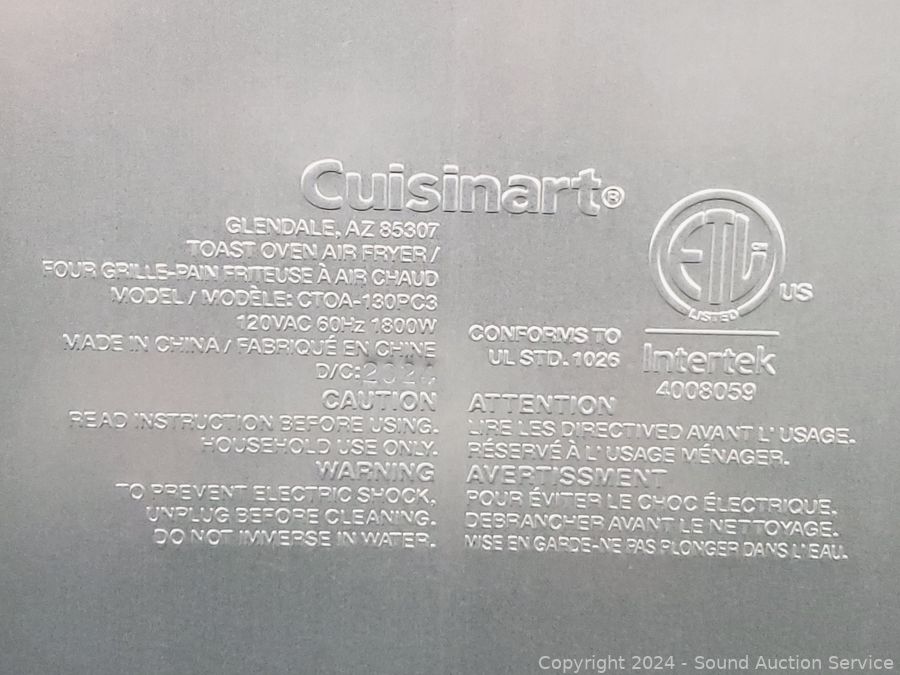 Cuisinart®
GLENDALE, AZ 85307
TOAST OVEN AIR FRYER /
FOUR GRILLE-PAIN FRITEUSE À AIR CHAUD
MODEL / MODÈLE: CTOA-130PC3
120VAC 60Hz 1800W
MADE IN CHINA / FABRIQUÉ EN CHINE
D/C:
CAUTION
READ INSTRUCTION BEFORE USING.
HOUSEHOLD USE ONLY.
WARNING
TO PREVENT ELECTRIC SHOCK,
UNPLUG BEFORE CLEANING.
DO NOT IMMERSE IN WATER.
CONFORMS TO
UL STD. 1026
ETL
LISTED
US
Intertek
4008059
ATTENTION
LIRE LES DIRECTIVED AVANT L' USAGE.
RÉSERVÉ À L' USAGE MÉNAGER.
AVERTISSMENT
POUR ÉVITER LE CHOC ÉLECTRIQUE.
DEBRANCHER AVANT LE NETTOYAGE.
MISE EN GARDE-NE PAS PLONGER DANS L' EAU.
Copyright 2024 - Sound Auction Service